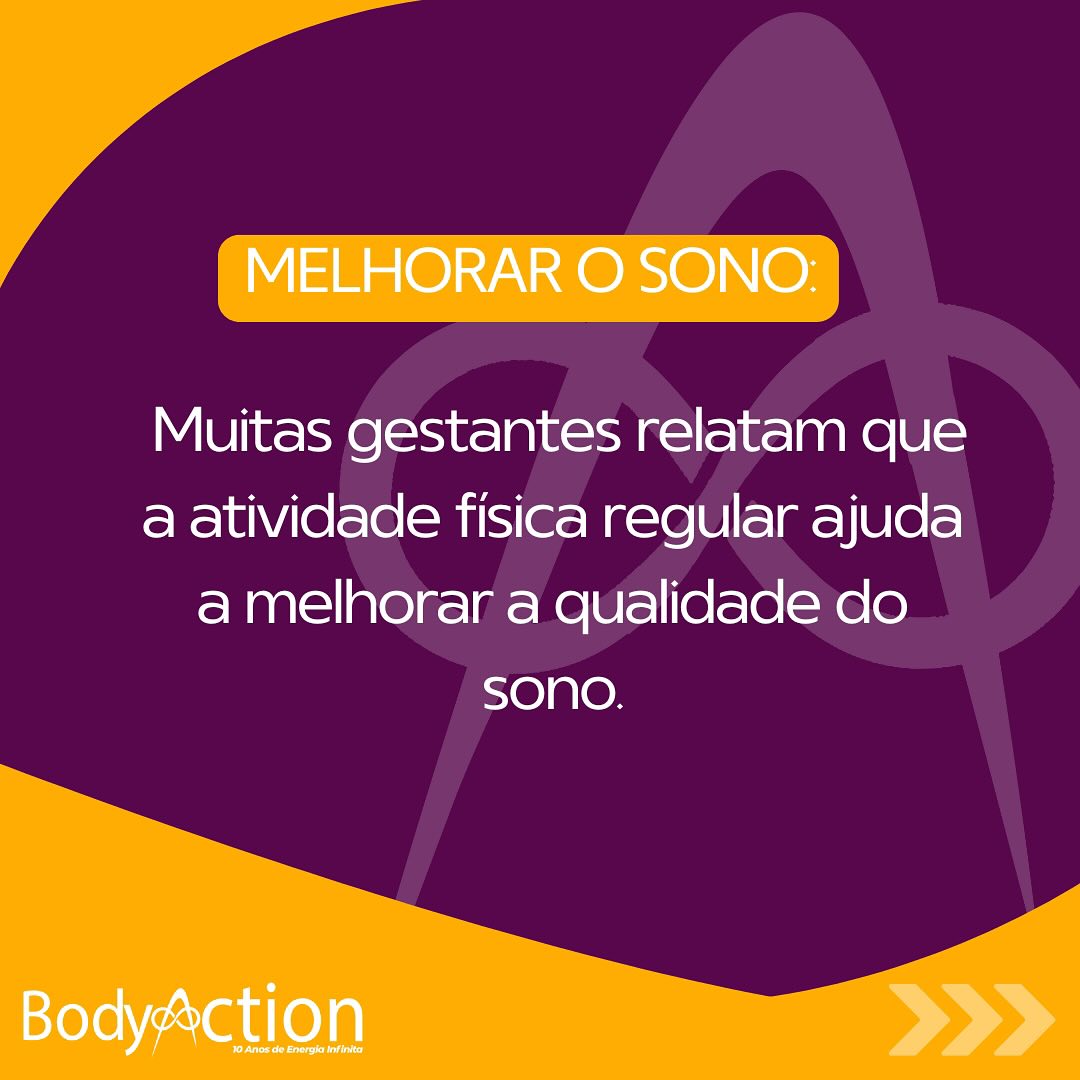 MELHORAR O SONO:
Muitas gestantes relatam que
a atividade física regular ajuda
a melhorar a qualidade do
sono.
BodyAction
10 Anos de Energia Infinita